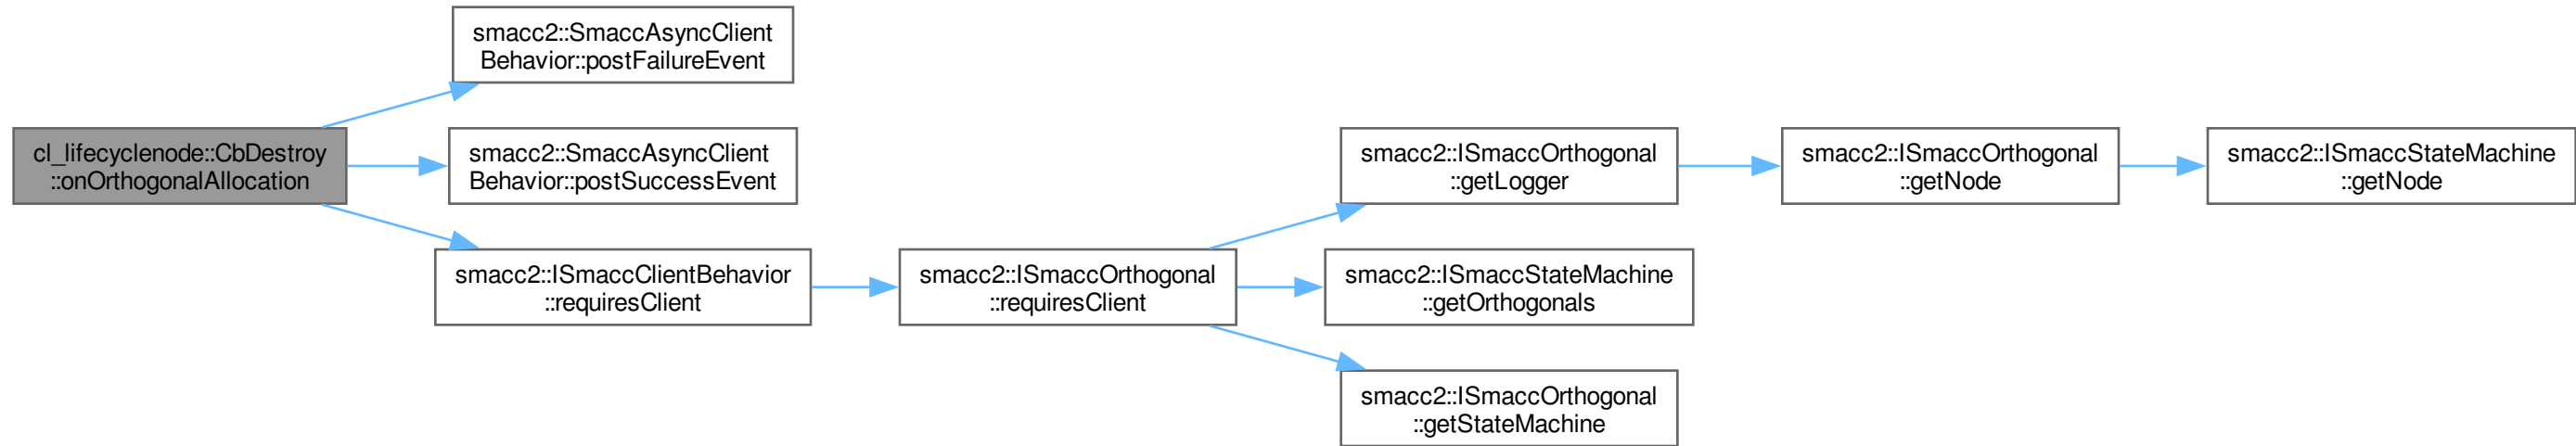 smacc2::SmaccAsyncClient
Behavior::postFailureEvent
cl_lifecyclenode::CbDestroy
::onOrthogonalAllocation
smacc2::SmaccAsyncClient
Behavior::postSuccessEvent
smacc2::ISmaccClientBehavior
::requiresClient
smacc2::ISmaccOrthogonal
::requiresClient
smacc2::ISmaccOrthogonal
::getLogger
smacc2::ISmaccOrthogonal
::getNode
smacc2::ISmaccStateMachine
::getNode
smacc2::ISmaccStateMachine
::getOrthogonals
smacc2::ISmaccOrthogonal
::getStateMachine